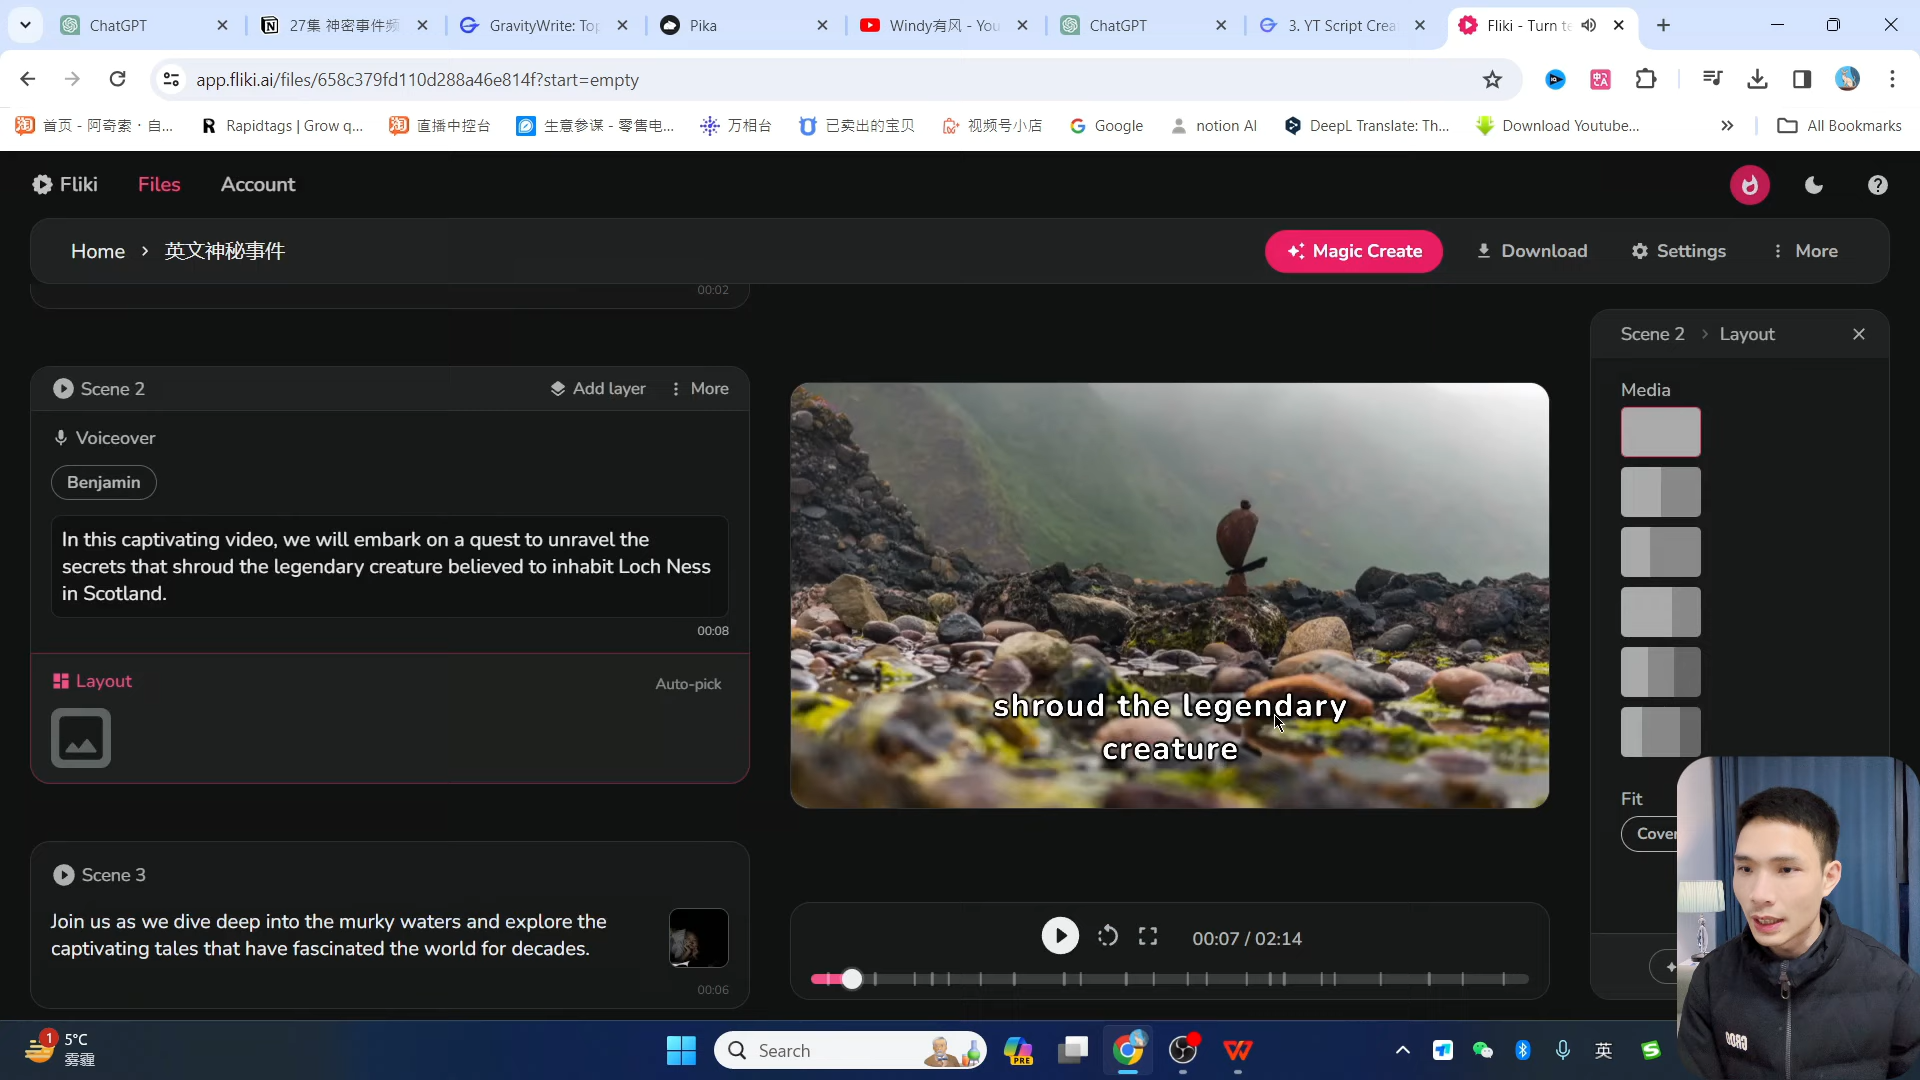 ChatGPT
27集 神密事件频
GravityWrite: Top
Pika
Windy有风 - You
ChatGPT
3. YT Script Crea
Fliki - Turn te
app.fliki.ai/files/658c379fd110d288a46e814f?start=empty
首页 - 阿奇索 · 自...
Rapidtags | Grow q...
直播中控台
生意参谋 - 零售电...
万相台
已卖出的宝贝
视频号小店
Google
notion AI
DeepL Translate: Th...
Download Youtube...
All Bookmarks
Fliki
Files
Account
Home
英文神秘事件
Magic Create
Download
Settings
More
00:02
Scene 2
Add layer
More
Voiceover
Benjamin
In this captivating video, we will embark on a quest to unravel the
secrets that shroud the legendary creature believed to inhabit Loch Ness
in Scotland.
00:08
Layout
Auto-pick
Scene 3
Join us as we dive deep into the murky waters and explore the
captivating tales that have fascinated the world for decades.
00:06
shroud the legendary
creature
00:07 / 02:14
Scene 2
Layout
Media
Fit
Cover
1
5°C
雾霾
Search
PRE
英